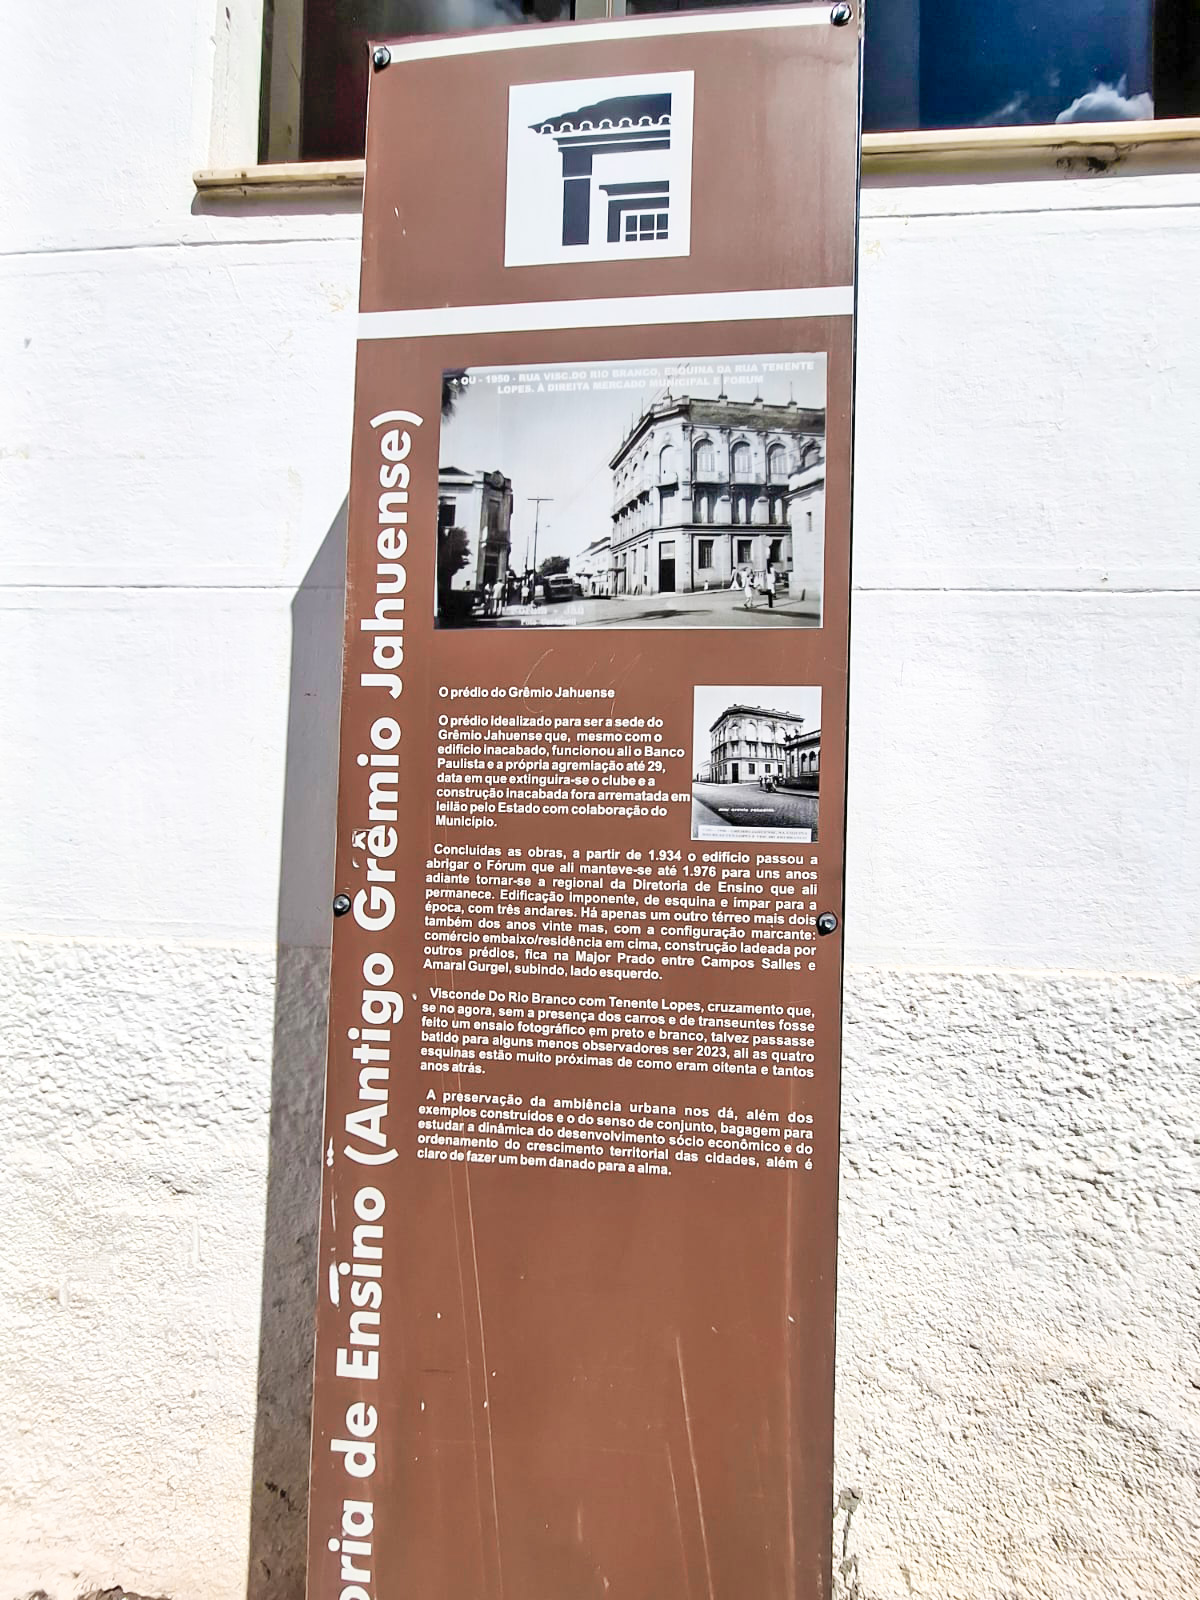 + OU - 1950 - RUA VISC.DO RIO BRANCO, ESQUINA DA RUA TENENTE
LOPES. À DIREITA MERCADO MUNICIPAL E FORUM
Forum - Jaú
oria de Ensino (Antigo Grêmio Jahuense)
O prédio do Grêmio Jahuense
O prédio idealizado para ser a sede do
Grêmio Jahuense que, mesmo com o
edifício inacabado, funcionou ali o Banco
Paulista e a própria agremiação até 29,
data em que extinguira-se o clube e a
construção inacabada fora arrematada em
leilão pelo Estado com colaboração do
Município.
Concluídas as obras, a partir de 1.934 o edifício passou a
abrigar o Fórum que ali manteve-se até 1.976 para uns anos
adiante tornar-se a regional da Diretoria de Ensino que ali
permanece. Edificação imponente, de esquina e ímpar para a
época, com três andares. Há apenas um outro térreo mais dois
também dos anos vinte mas, com a configuração marcante:
comércio embaixo/residência em cima, construção ladeada por
outros prédios, fica na Major Prado entre Campos Salles e
Amaral Gurgel, subindo, lado esquerdo.
Visconde Do Rio Branco com Tenente Lopes, cruzamento que,
se no agora, sem a presença dos carros e de transeuntes fosse
feito um ensaio fotográfico em preto e branco, talvez passasse
batido para alguns menos observadores ser 2023, ali as quatro
esquinas estão muito próximas de como eram oitenta e tantos
anos atrás.
A preservação da ambiência urbana nos dá, além dos
exemplos construídos e o do senso de conjunto, bagagem para
estudar a dinâmica do desenvolvimento sócio econômico e do
ordenamento do crescimento territorial das cidades, além é
claro de fazer um bem danado para a alma.